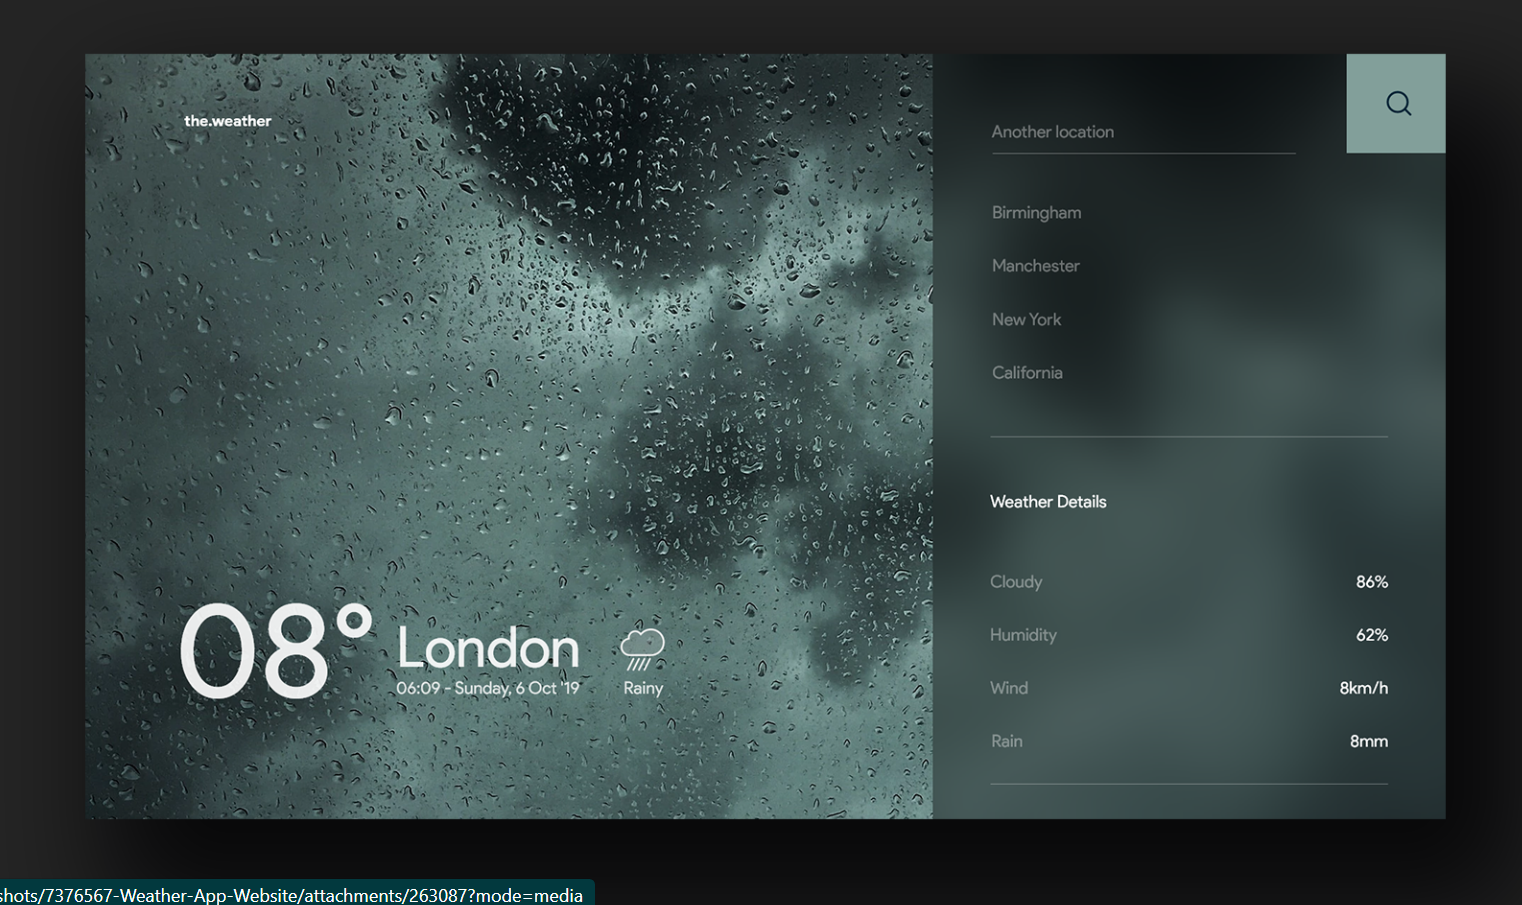 the.weather
08°
London
06:09 - Sunday, 6 Oct '19
Rainy
Another location
Birmingham
Manchester
New York
California
Weather Details
Cloudy 86%
Humidity 62%
Wind 8km/h
Rain 8mm
shots/7376567-Weather-App-Website/attachments/263087?mode=media